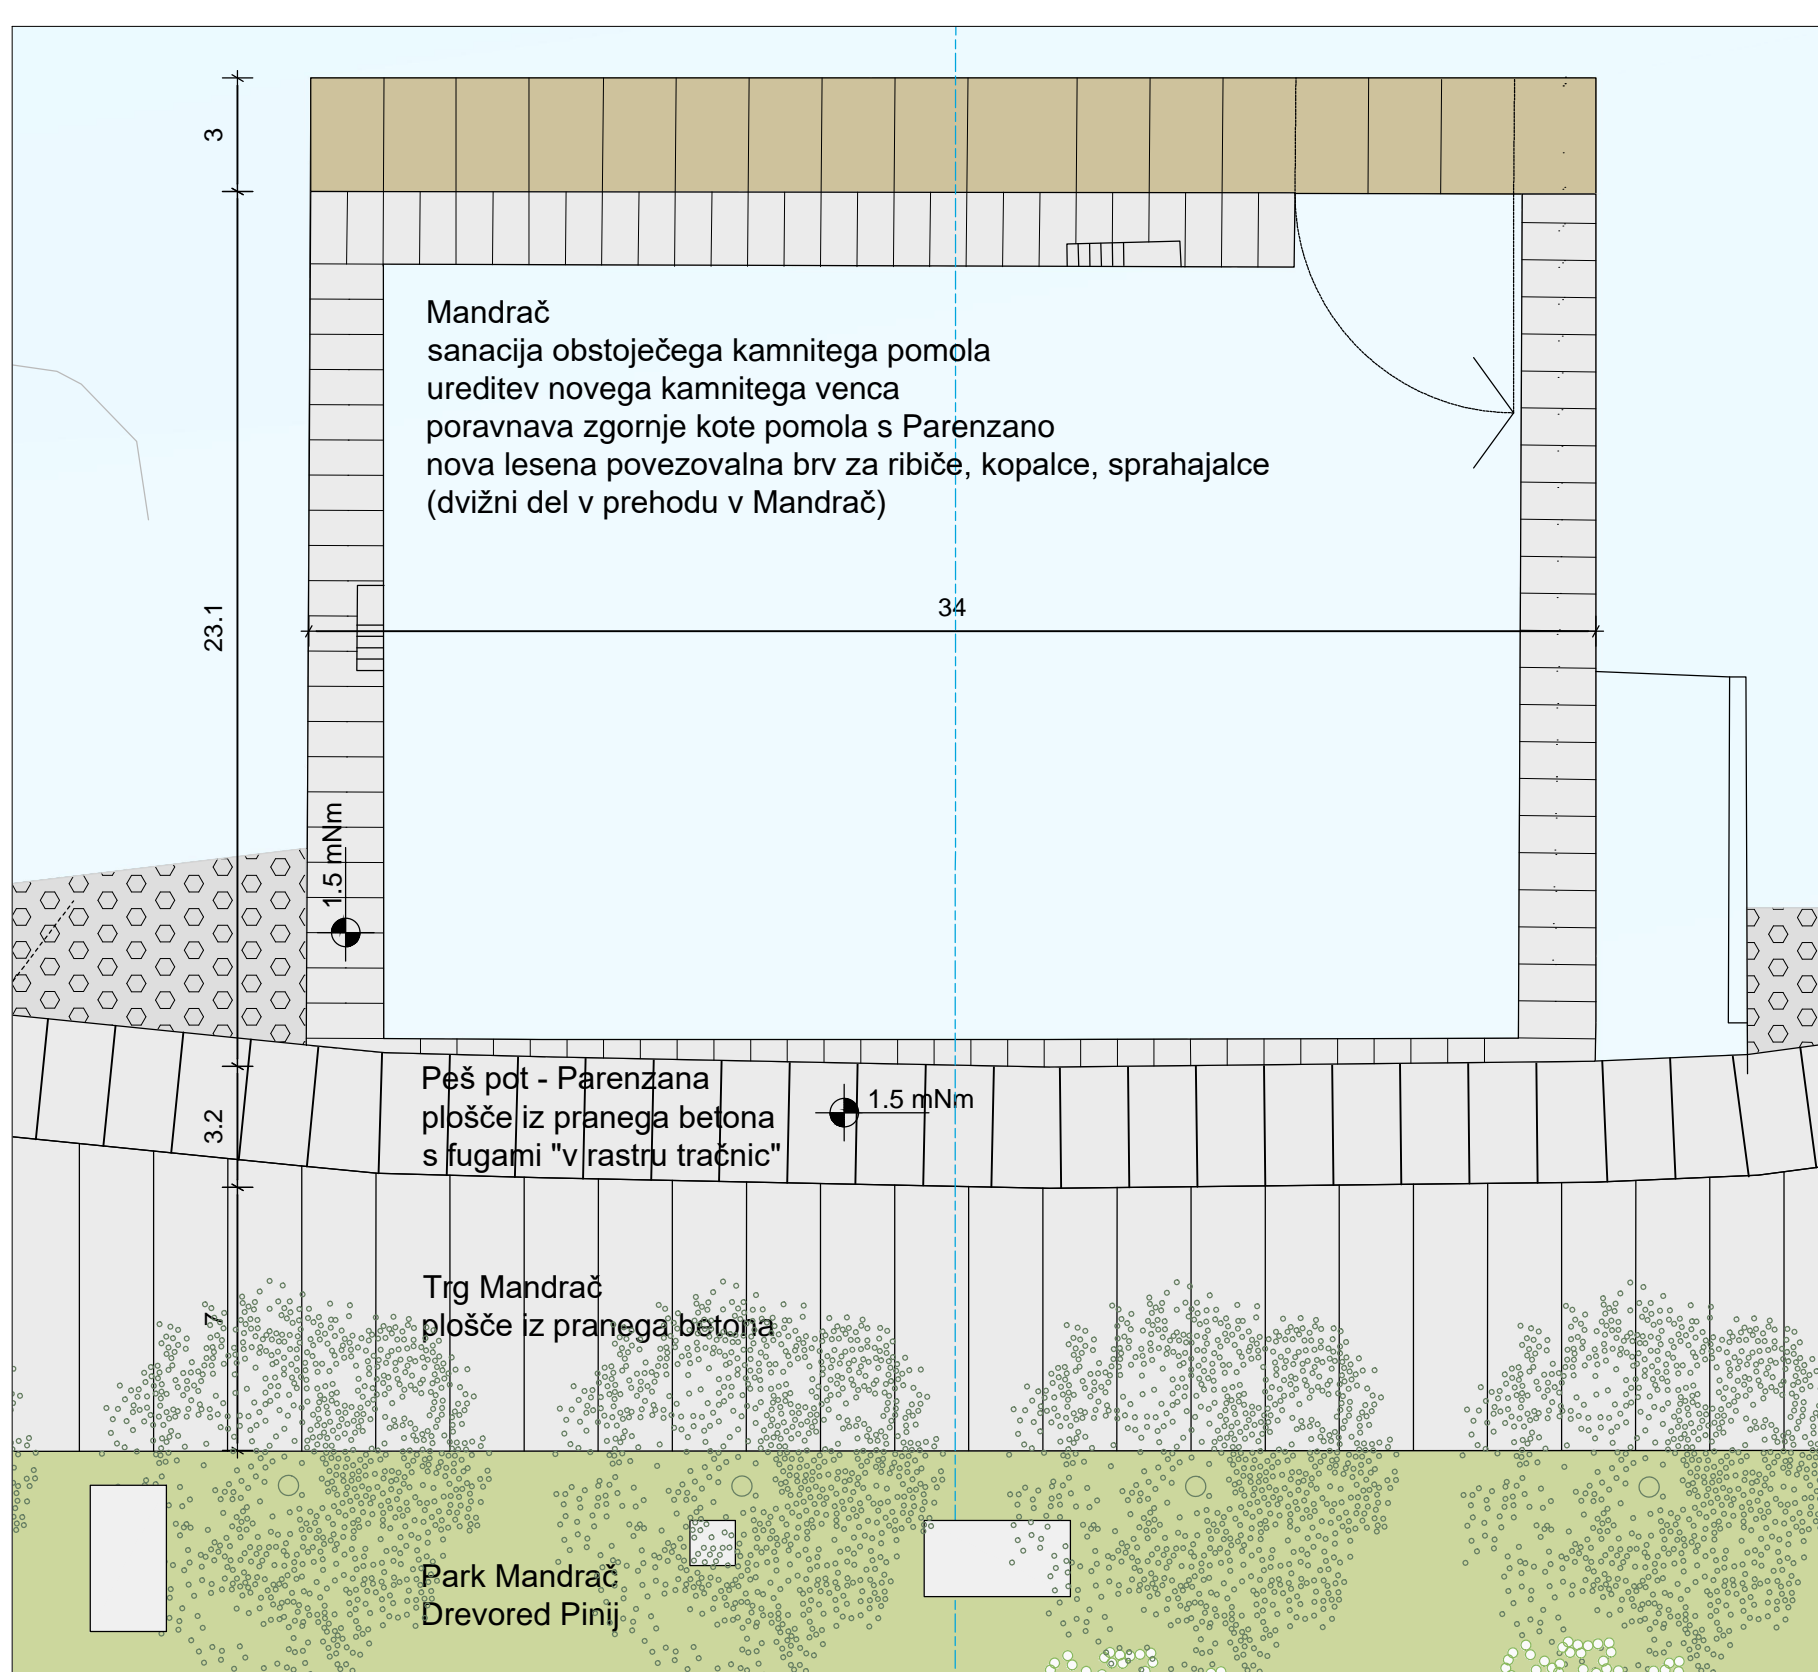 3
Mandrač
sanacija obstoječega kamnitega pomola
ureditev novega kamnitega venca
poravnava zgornje kote pomola s Parenzano
nova lesena povezovalna brv za ribiče, kopalce, sprahajalce
(dvižni del v prehodu v Mandrač)
23.1
34
1.5 mNm
Peš pot - Parenzana
plošče iz pranega betona
s fugami "v rastru tračnic"
1.5 mNm
3.2
Trg Mandrač
plošče iz pranega betona
7
Park Mandrač
Drevored Pinij